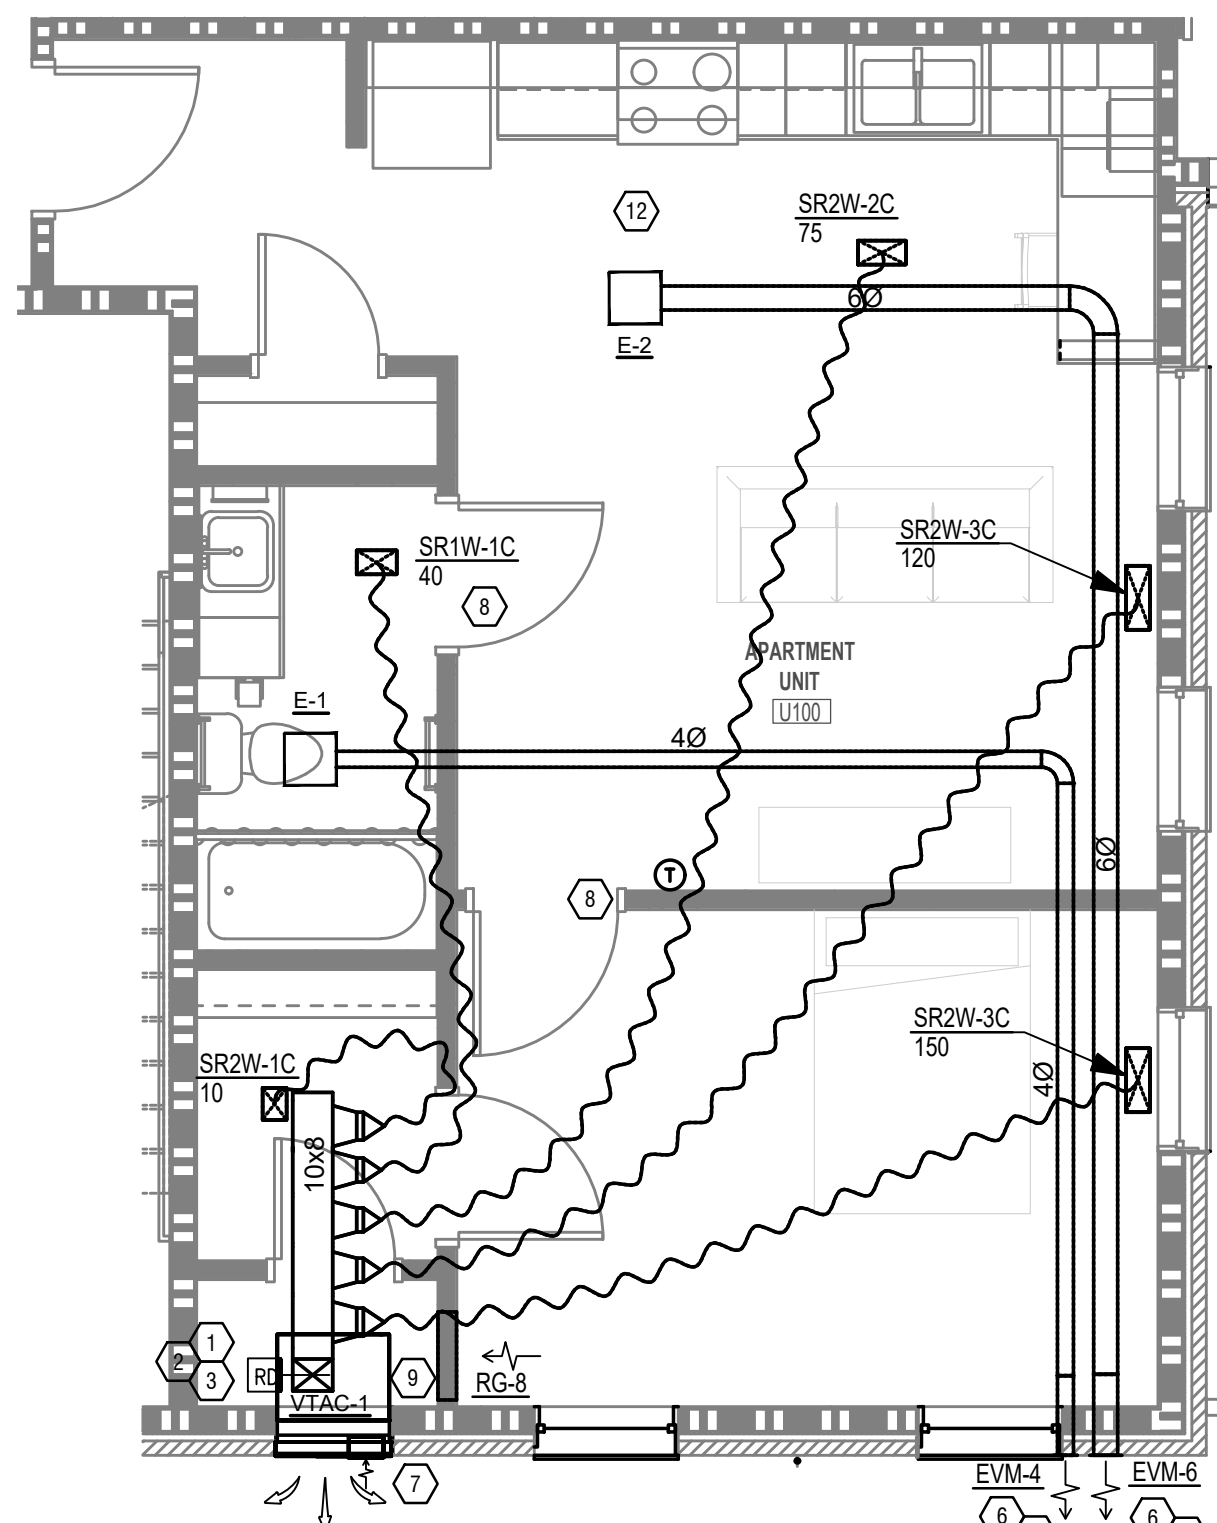 12
SR2W-2C
75
6Ø
E-2
SR2W-3C
120
SR1W-1C
40
8
APARTMENT
UNIT
U100
E-1
4Ø
6Ø
T
8
SR2W-3C
150
SR2W-1C
10
4Ø
10x8
1
2
3
RD
9
RG-8
VTAC-1
7
EVM-4
EVM-6
6
6